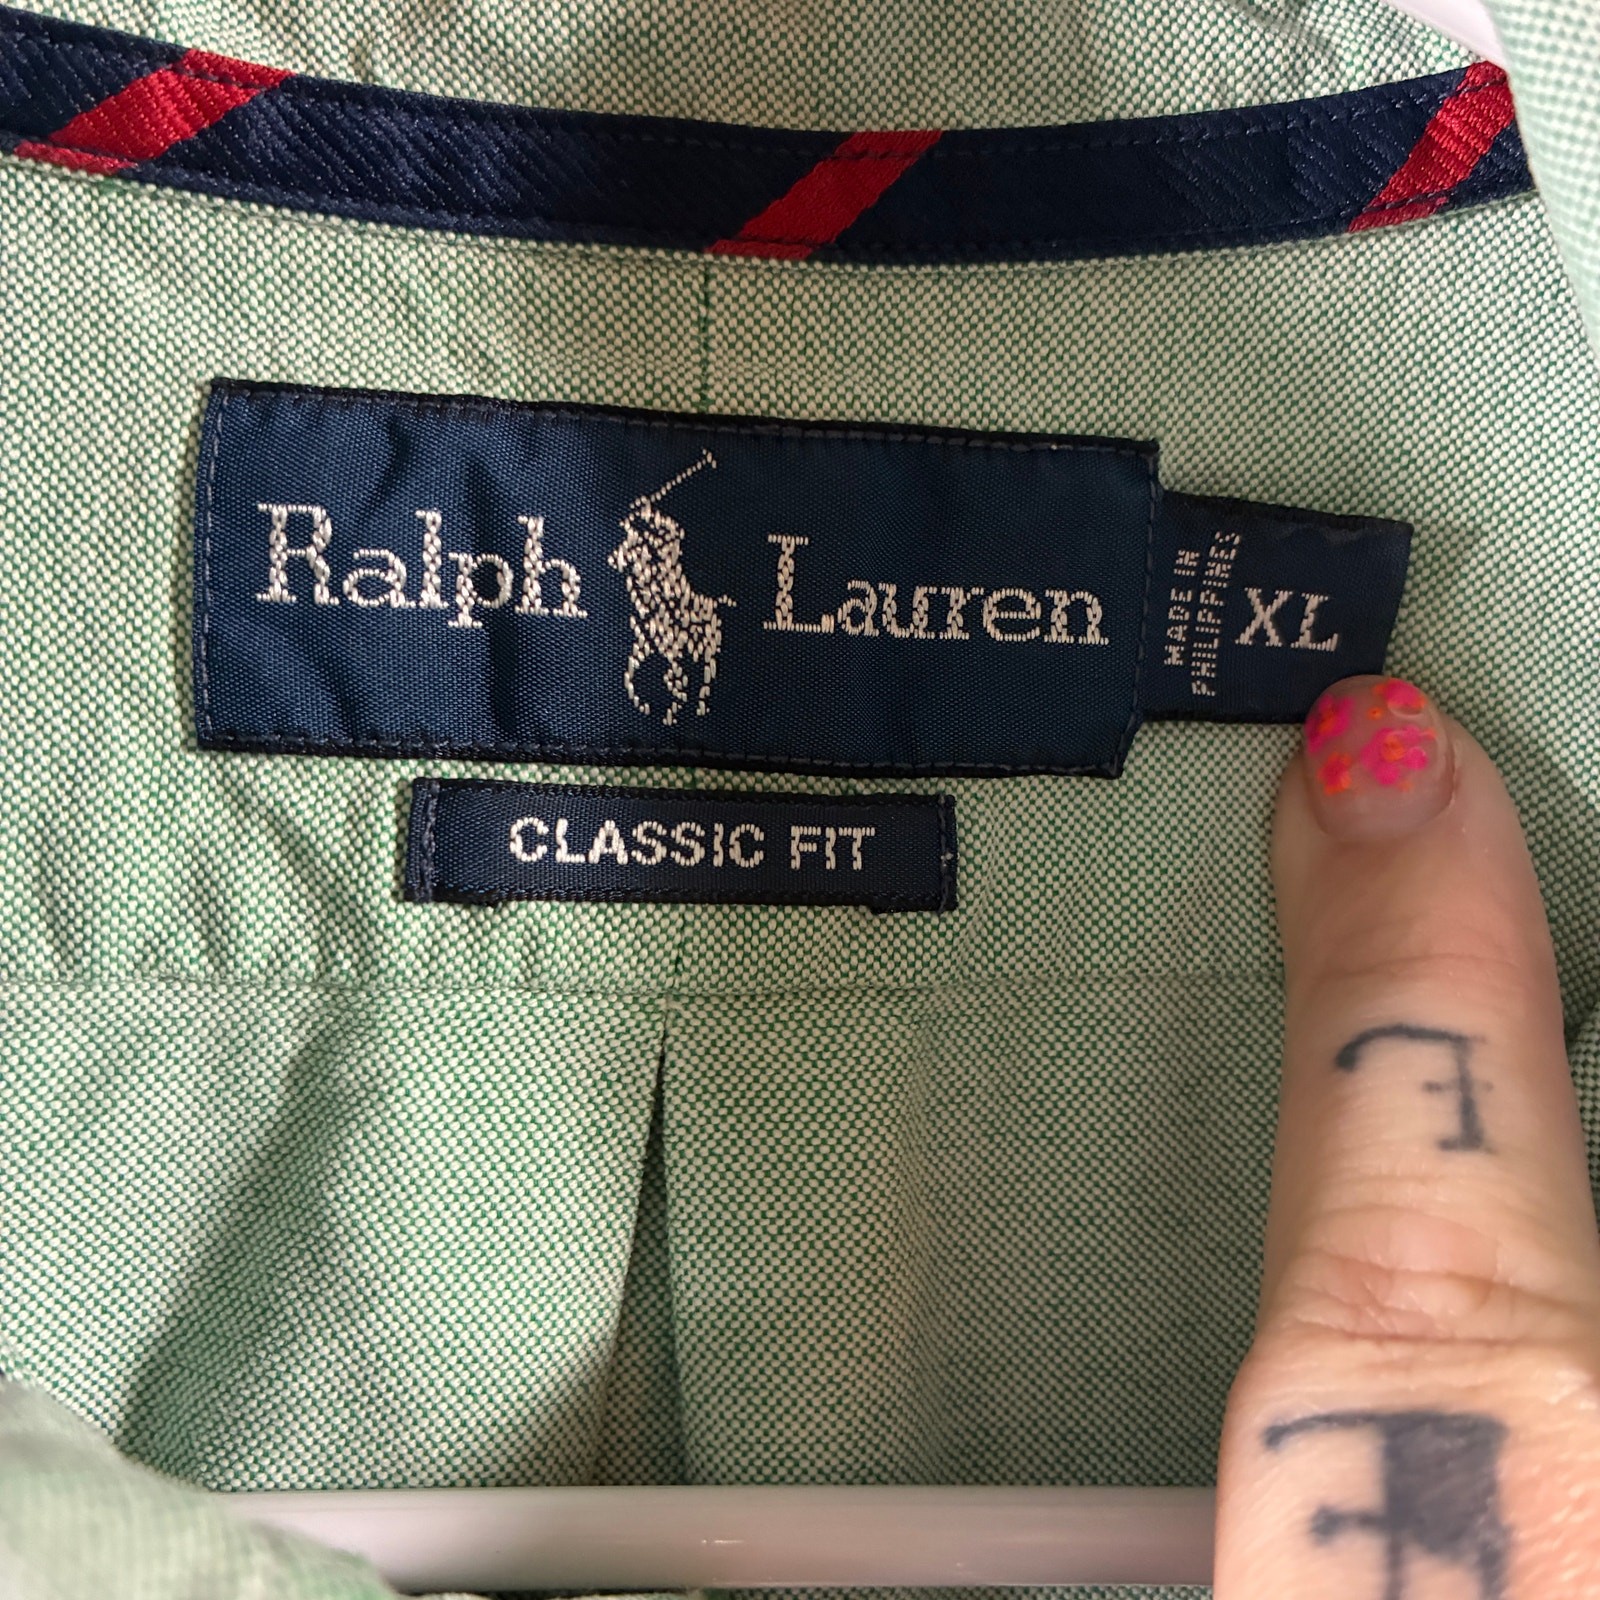 Ralph Lauren
MADE IN
PHILIPPINES
XL
CLASSIC FIT
F
F